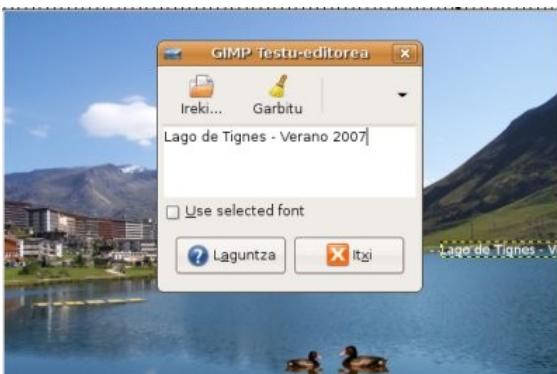 GIMP Testu-editorea
Ireki...
Garbitu
Lago de Tignes - Verano 2007
Use selected font
Lago de Tignes - V
Laguntza
Itxi